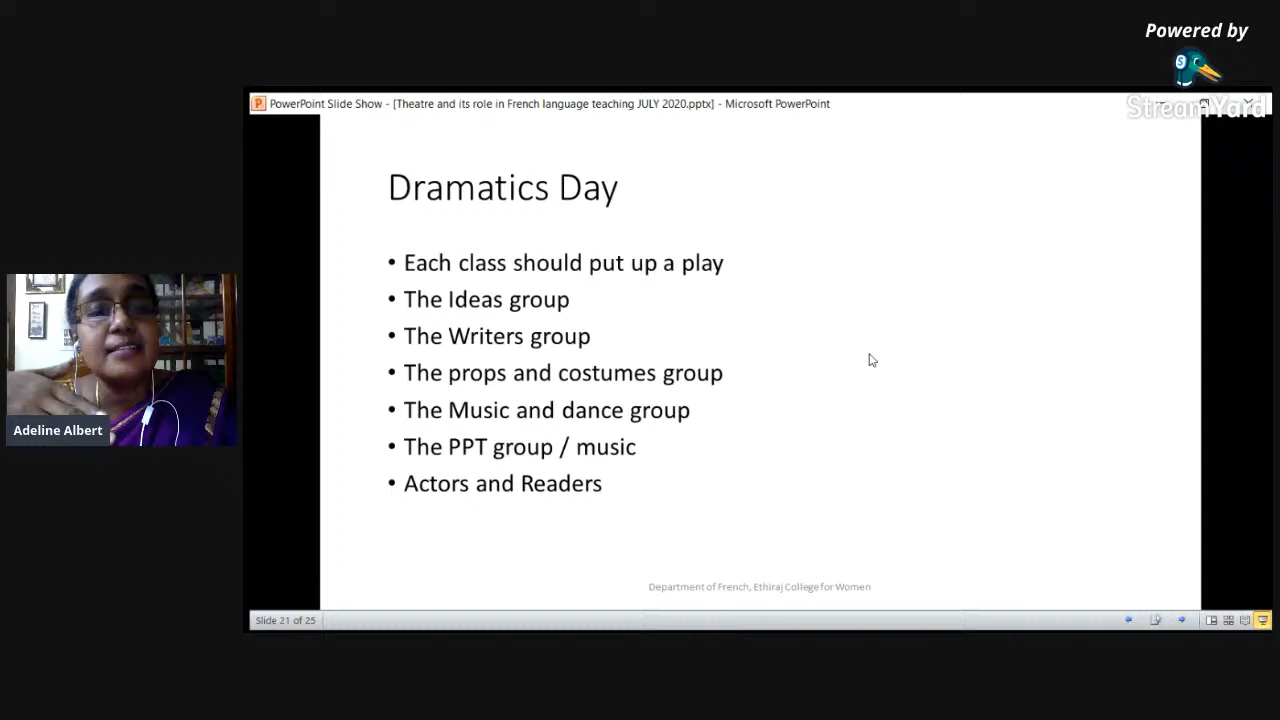 Powered by
StreamYard
PowerPoint Slide Show - [Theatre and its role in French language teaching JULY 2020.pptx] - Microsoft PowerPoint
Dramatics Day
• Each class should put up a play
• The Ideas group
• The Writers group
• The props and costumes group
• The Music and dance group
• The PPT group / music
• Actors and Readers
Adeline Albert
Department of French, Ethiraj College for Women
Slide 21 of 25